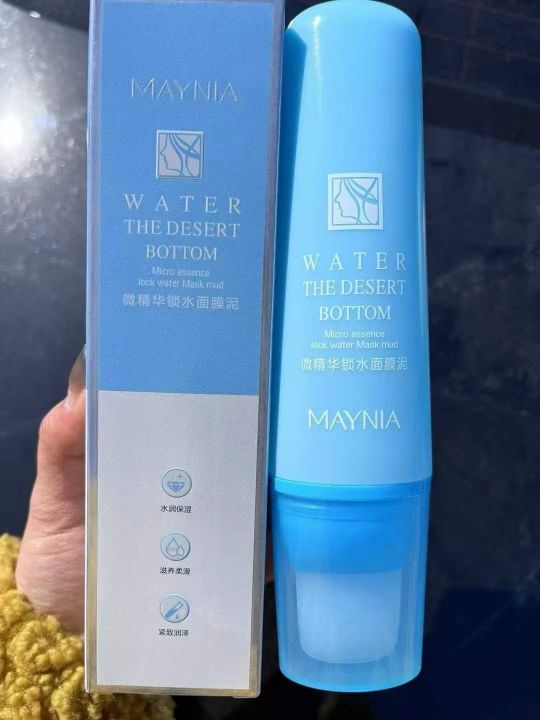 MAYNIA
WATER
THE DESERT
BOTTOM
Micro essence
lock water Mask mud
微精华锁水面膜泥
水润保湿
滋养柔滑
紧致润泽
WATER
THE DESERT
BOTTOM
Micro essence
lock water Mask mud
微精华锁水面膜泥
MAYNIA